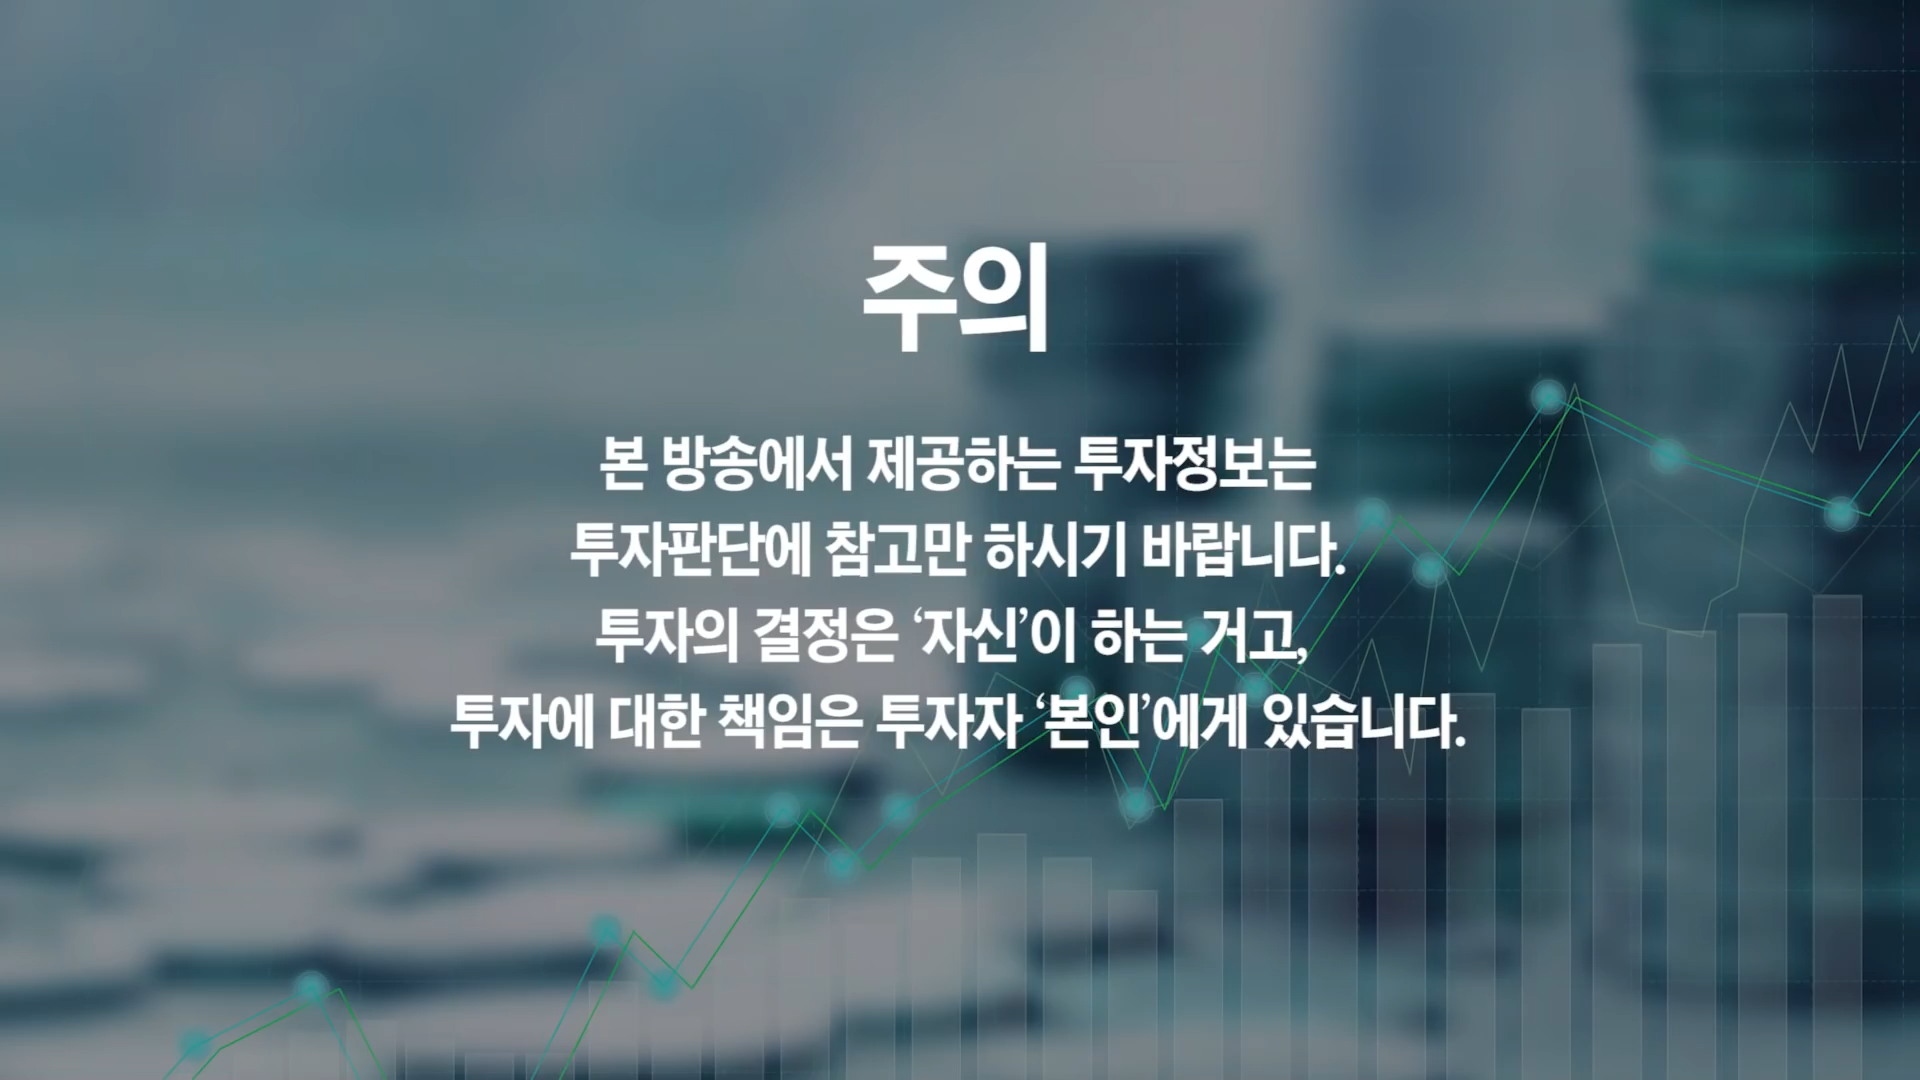 주의
본 방송에서 제공하는 투자정보는
투자판단에 참고만 하시기 바랍니다.
투자의 결정은 ‘자신’이 하는 거고,
투자에 대한 책임은 투자자 ‘본인’에게 있습니다.